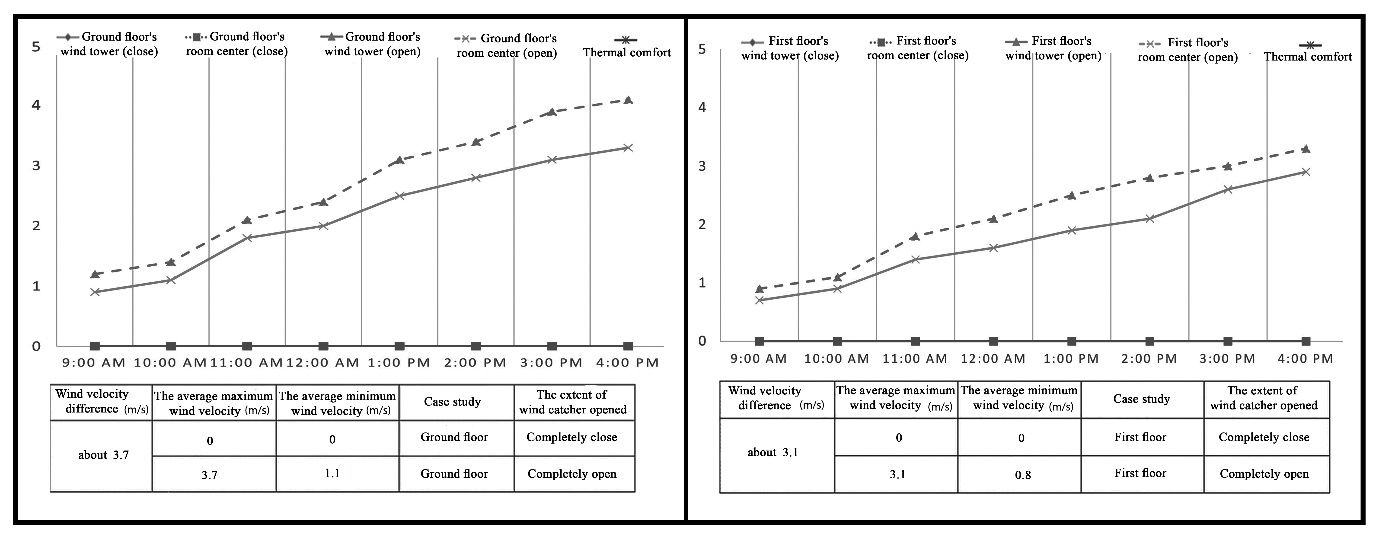 Ground floor's
wind tower (close)
Ground floor's
room center (close)
Ground floor's
wind tower (open)
Ground floor's
room center (open)
Thermal comfort
5
4
3
2
1
0
9:00 AM 10:00 AM 11:00 AM 12:00 AM 1:00 PM 2:00 PM 3:00 PM 4:00 PM
Wind velocity
difference (m/s)
The average maximum
wind velocity (m/s)
The average minimum
wind velocity (m/s)
Case study
The extent of
wind catcher opened
about 3.7
0 0 Ground floor Completely close
3.7 1.1 Ground floor Completely open
First floor's
wind tower (close)
First floor's
room center (close)
First floor's
wind tower (open)
First floor's
room center (open)
Thermal comfort
5
4
3
2
1
0
9:00 AM 10:00 AM 11:00 AM 12:00 AM 1:00 PM 2:00 PM 3:00 PM 4:00 PM
Wind velocity
difference (m/s)
The average maximum
wind velocity (m/s)
The average minimum
wind velocity (m/s)
Case study
The extent of
wind catcher opened
about 3.1
0 0 First floor Completely close
3.1 0.8 First floor Completely open